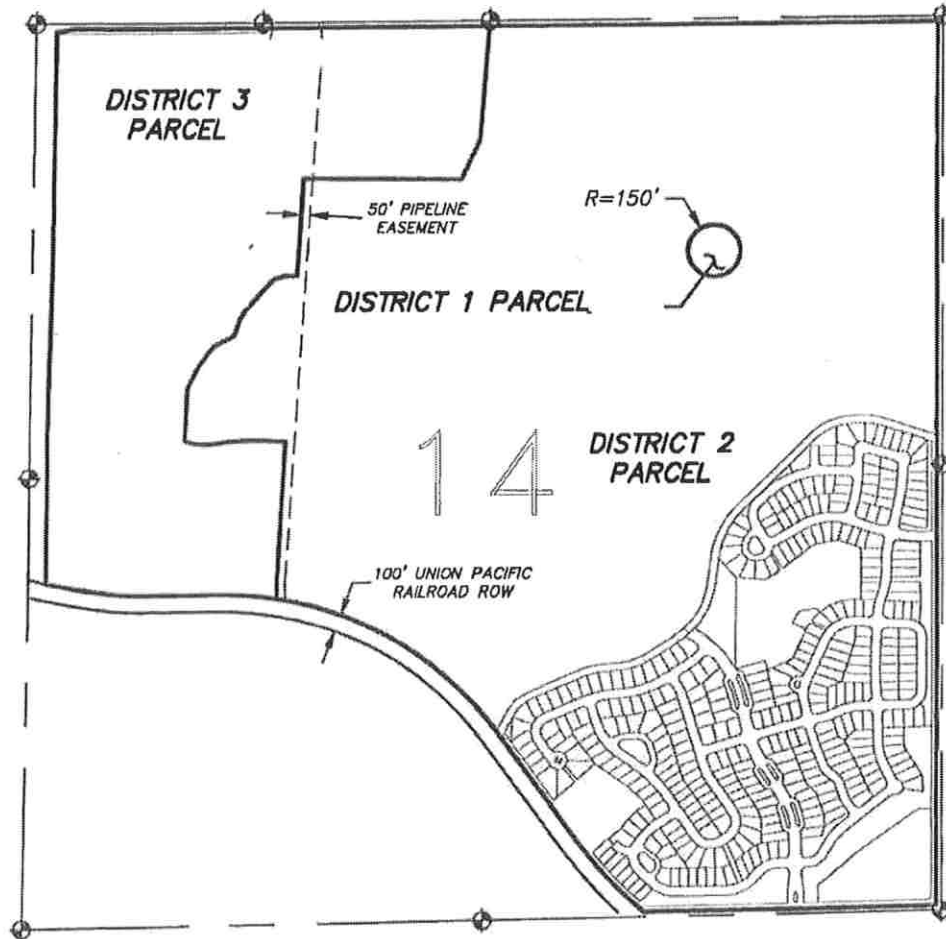 DISTRICT 3
PARCEL
50' PIPELINE
EASEMENT
R=150'
DISTRICT 1 PARCEL
14
DISTRICT 2
PARCEL
100' UNION PACIFIC
RAILROAD ROW